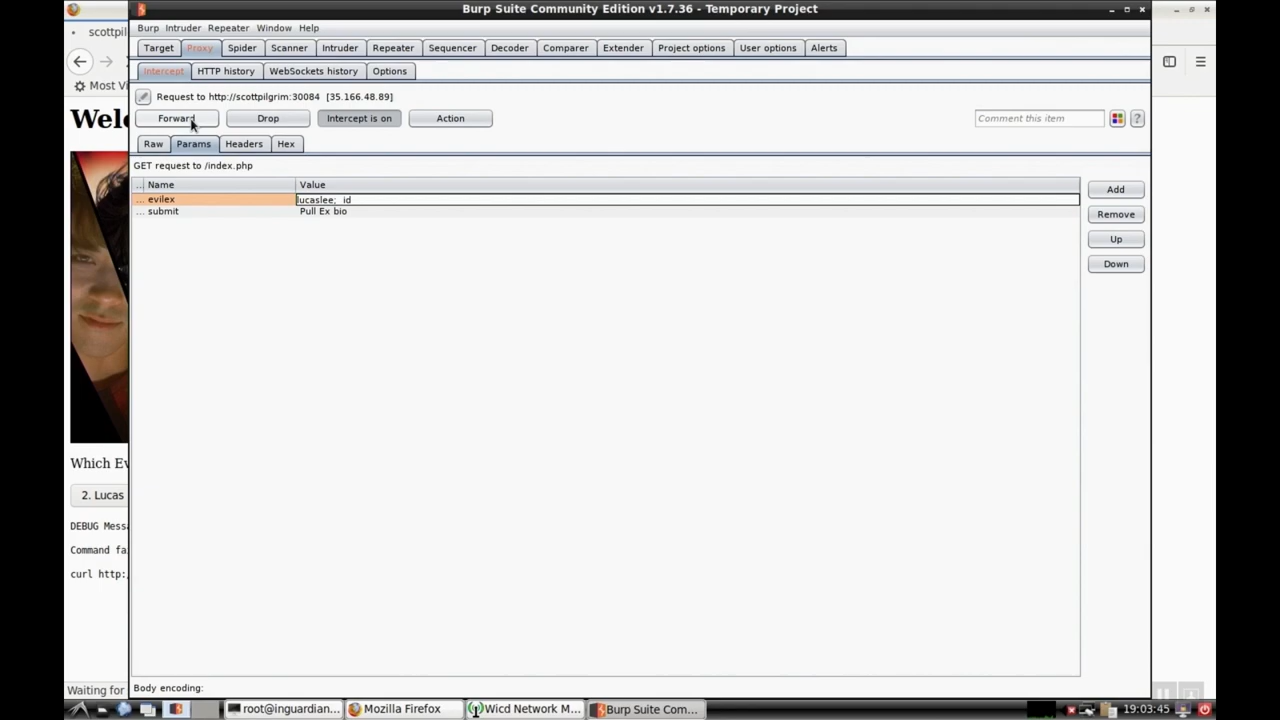 Burp Suite Community Edition v1.7.36 - Temporary Project
scottpil
Burp Intruder Repeater Window Help
Target Proxy Spider Scanner Intruder Repeater Sequencer Decoder Comparer Extender Project options User options Alerts
Intercept HTTP history WebSockets history Options
Most Vi
Request to http://scottpilgrim:30084 [35.166.48.89]
Forward Drop Intercept is on Action Comment this item ?
Welc
Raw Params Headers Hex
GET request to /index.php
... Name Value
... evilex lucaslee; id
... submit Pull Ex bio
Add
Remove
Up
Down
Which Ev
2. Lucas
DEBUG Messa
Command fa
curl http:
Body encoding:
Waiting for
root@inguardian... Mozilla Firefox Wicd Network M... Burp Suite Com... 19:03:45